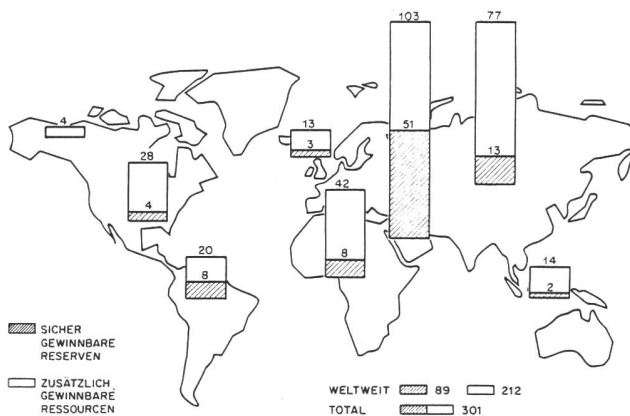 103
77
4
13
3
51
13
28
4
42
8
20
8
14
2
SICHER
GEWINNBARE
RESERVEN
ZUSÄTZLICH
GEWINNBARE
RESSOURCEN
WELTWEIT 89 212
TOTAL 301